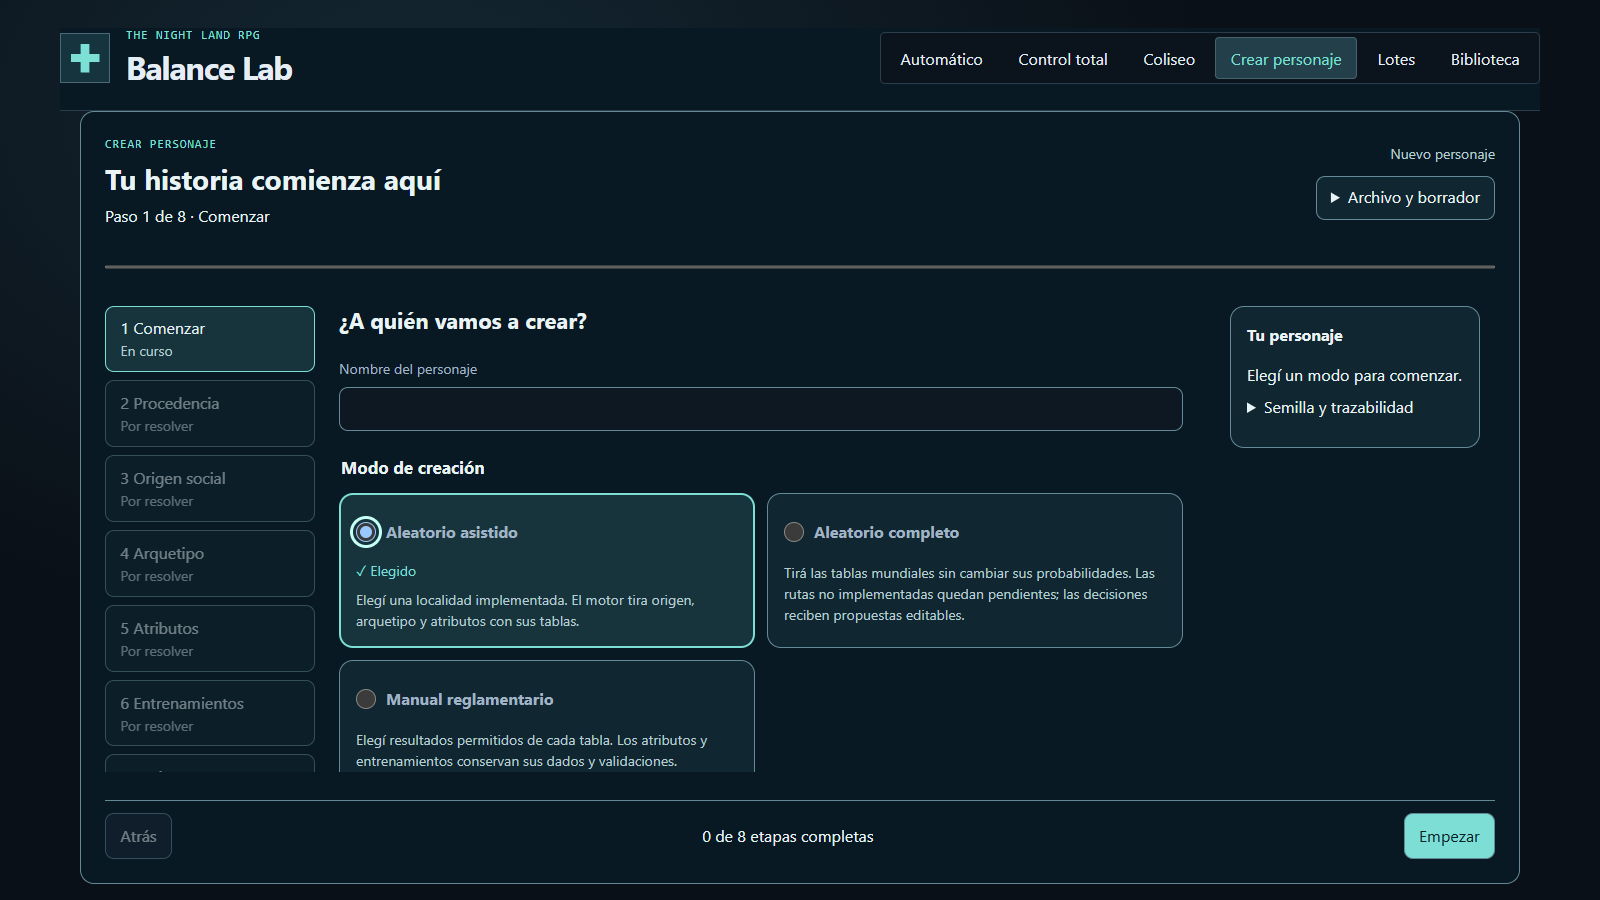 THE NIGHT LAND RPG
Balance Lab
Automático
Control total
Coliseo
Crear personaje
Lotes
Biblioteca
CREAR PERSONAJE
Tu historia comienza aquí
Paso 1 de 8 · Comenzar
Nuevo personaje
Archivo y borrador
1 Comenzar
En curso
2 Procedencia
Por resolver
3 Origen social
Por resolver
4 Arquetipo
Por resolver
5 Atributos
Por resolver
6 Entrenamientos
Por resolver
¿A quién vamos a crear?
Nombre del personaje
Modo de creación
Aleatorio asistido
✓ Elegido
Elegí una localidad implementada. El motor tira origen,
arquetipo y atributos con sus tablas.
Aleatorio completo
Tirá las tablas mundiales sin cambiar sus probabilidades. Las
rutas no implementadas quedan pendientes; las decisiones
reciben propuestas editables.
Manual reglamentario
Elegí resultados permitidos de cada tabla. Los atributos y
entrenamientos conservan sus dados y validaciones.
Tu personaje
Elegí un modo para comenzar.
Semilla y trazabilidad
Atrás
0 de 8 etapas completas
Empezar